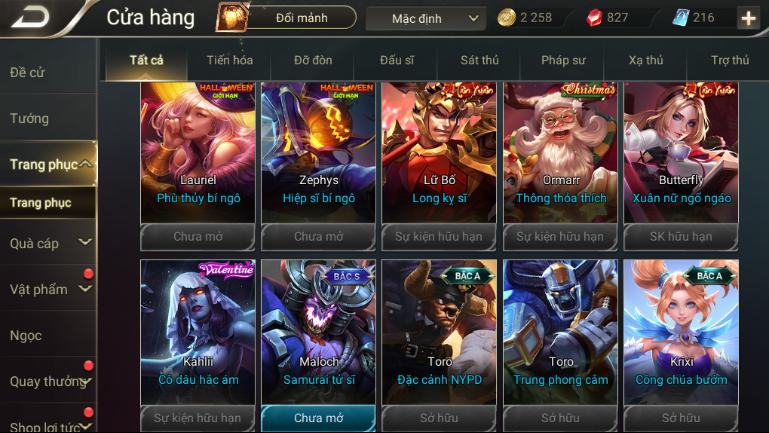 Cửa hàng
Đổi mảnh
Mặc định
2 258
827
216
Đề cử
Tướng
Trang phục
Trang phục
Quà cáp
Vật phẩm
Ngọc
Quay thưởng
Shop lợi tức
Tất cả
Tiến hóa
Đỡ đòn
Đấu sĩ
Sát thủ
Pháp sư
Xạ thủ
Trợ thủ
HALLOWEEN
GIỚI HẠN
Lauriel
Phù thủy bí ngô
Chưa mở
HALLOWEEN
GIỚI HẠN
Zephys
Hiệp sĩ bí ngô
Chưa mở
Tân Xuân
Lữ Bố
Long kỵ sĩ
Sự kiện hữu hạn
Christmas
Ormarr
Thông thỏa thích
Sự kiện hữu hạn
Tân Xuân
Butterfly
Xuân nữ ngổ ngáo
SK hữu hạn
Valentine
Kahlii
Cô dâu hắc ám
Sự kiện hữu hạn
BẬC S
Maloch
Samurai tử sĩ
Chưa mở
BẬC A
Toro
Đặc cảnh NYPD
Sở hữu
Toro
Trung phong cắm
Sở hữu
BẬC A
Krixi
Công chúa bướm
Sở hữu